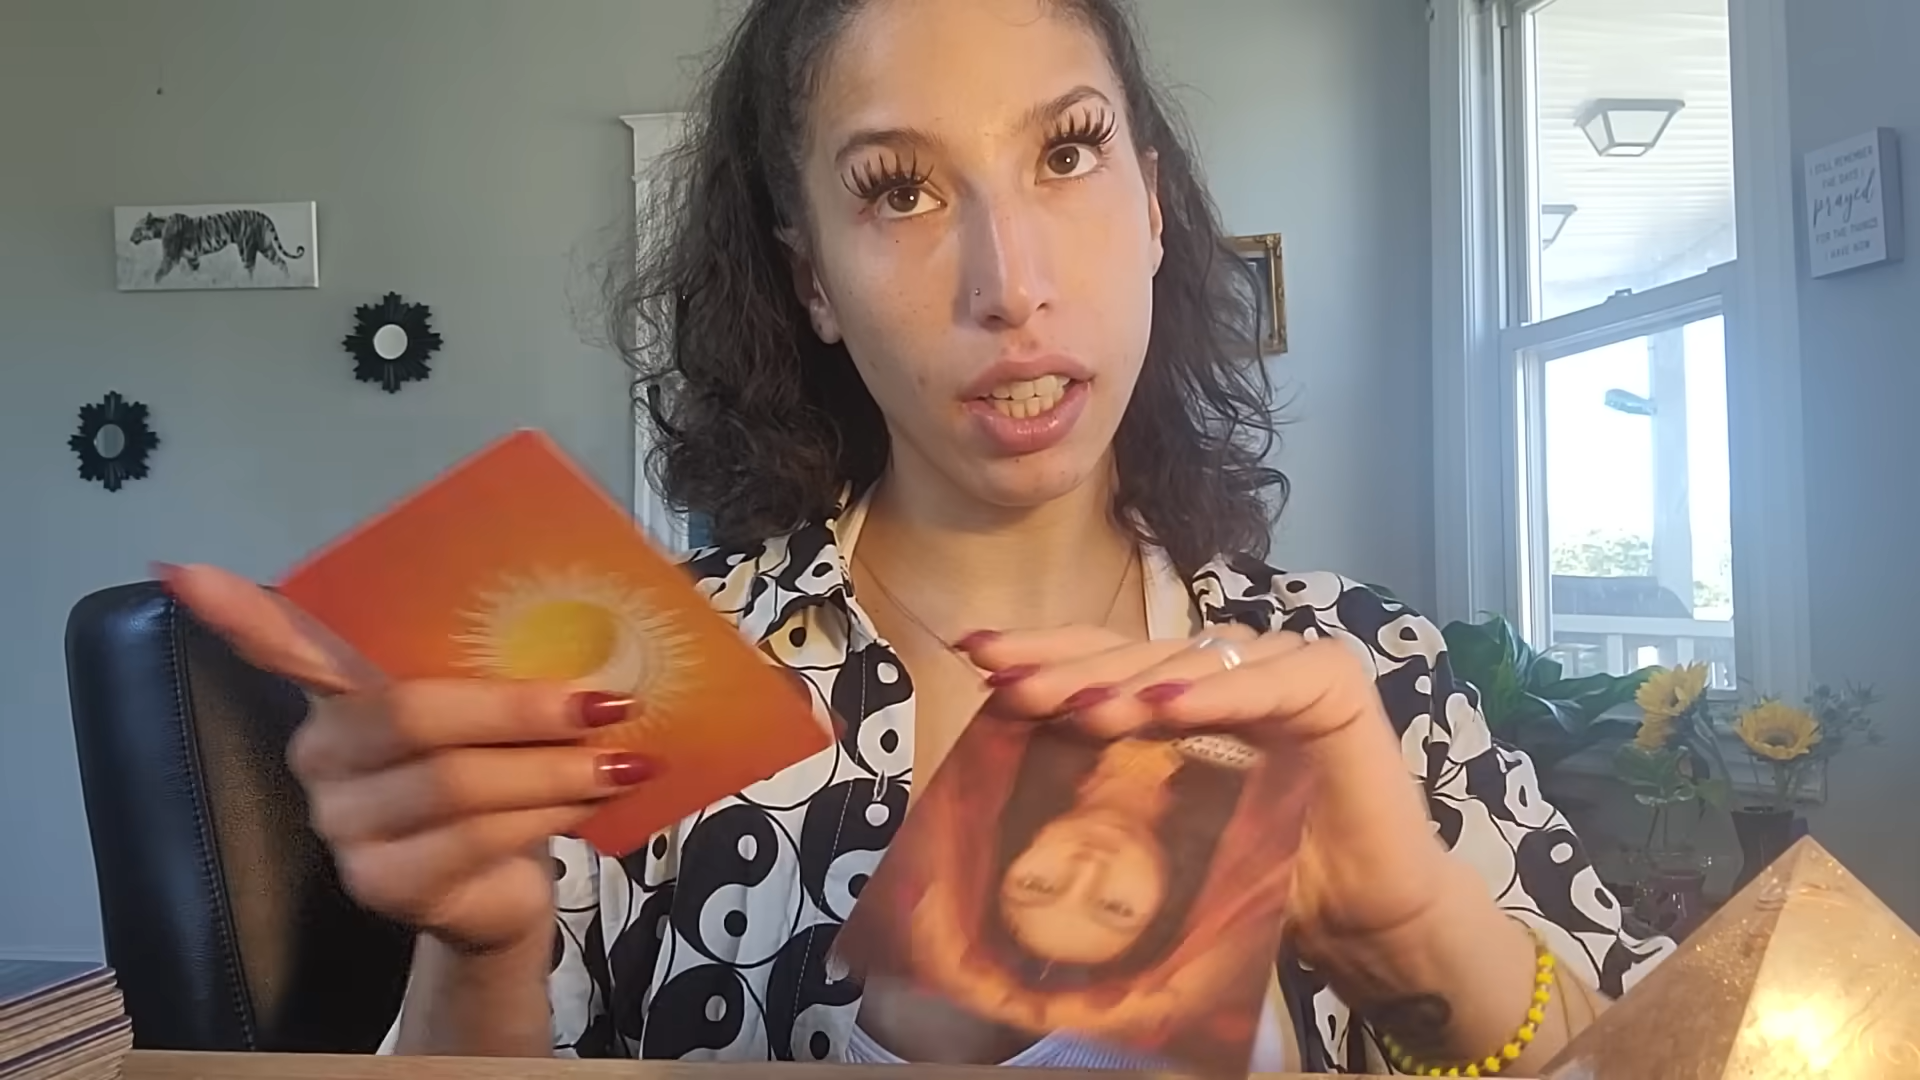 I STILL REMEMBER
THE DAYS I
prayed
FOR THE THINGS
I HAVE NOW